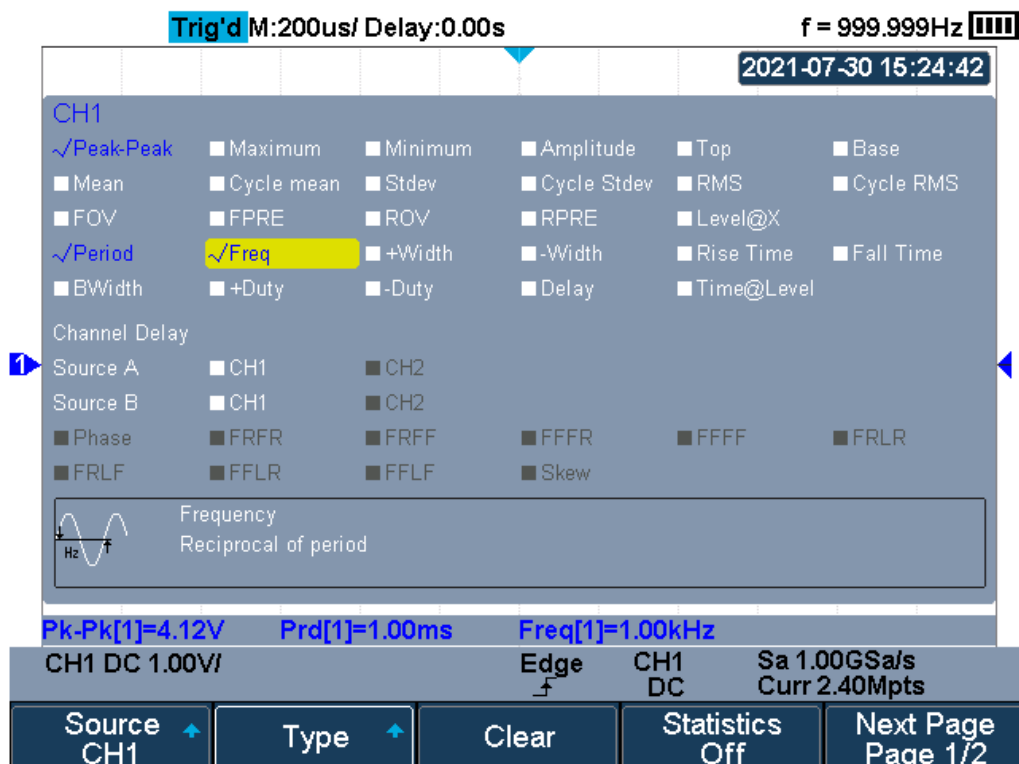 Trig'd M:200us/ Delay:0.00s f = 999.999Hz
2021-07-30 15:24:42
CH1
√Peak-Peak ■Maximum ■Minimum ■Amplitude ■Top ■Base
■Mean ■Cycle mean ■Stdev ■Cycle Stdev ■RMS ■Cycle RMS
■FOV ■FPRE ■ROV ■RPRE ■Level@X
√Period √Freq ■+Width ■-Width ■Rise Time ■Fall Time
■BWidth ■+Duty ■-Duty ■Delay ■Time@Level
Channel Delay
1 Source A ■CH1 ■CH2
Source B ■CH1 ■CH2
■Phase ■FRFR ■FRFF ■FFFR ■FFFF ■FRLR
■FRLF ■FFLR ■FFLF ■Skew
Frequency
Hz Reciprocal of period
Pk-Pk[1]=4.12V Prd[1]=1.00ms Freq[1]=1.00kHz
CH1 DC 1.00V/ Edge CH1 Sa 1.00GSa/s
DC Curr 2.40Mpts
Source Type Clear Statistics Next Page
CH1 Off Page 1/2